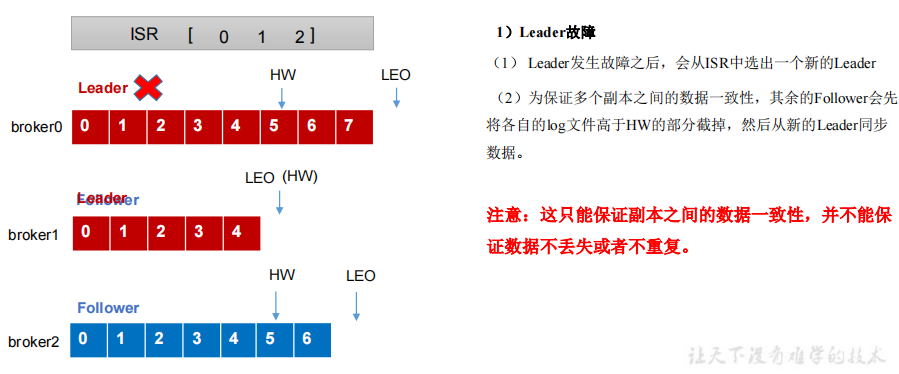 ISR [ 0 1 2 ]
HW
LEO
Leader
broker0 0 1 2 3 4 5 6 7
LEO (HW)
Leader
Follower
broker1 0 1 2 3 4
HW
LEO
Follower
broker2 0 1 2 3 4 5 6
1）Leader故障
（1） Leader发生故障之后，会从ISR中选出一个新的Leader
（2）为保证多个副本之间的数据一致性，其余的Follower会先
将各自的log文件高于HW的部分截掉，然后从新的Leader同步
数据。
注意：这只能保证副本之间的数据一致性，并不能保
证数据不丢失或者不重复。
让天下没有难学的技术